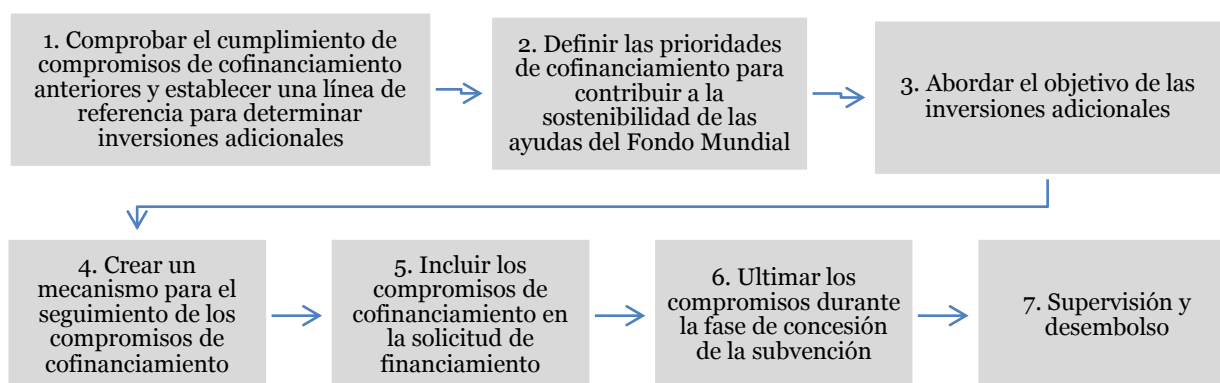 1. Comprobar el cumplimiento de
compromisos de cofinanciamiento
anteriores y establecer una línea de
referencia para determinar
inversiones adicionales
2. Definir las prioridades
de cofinanciamiento para
contribuir a la
sostenibilidad de las
ayudas del Fondo Mundial
3. Abordar el objetivo de las
inversiones adicionales
4. Crear un
mecanismo para el
seguimiento de los
compromisos de
cofinanciamiento
5. Incluir los
compromisos de
cofinanciamiento en
la solicitud de
financiamiento
6. Ultimar los
compromisos durante
la fase de concesión
de la subvención
7. Supervisión y
desembolso